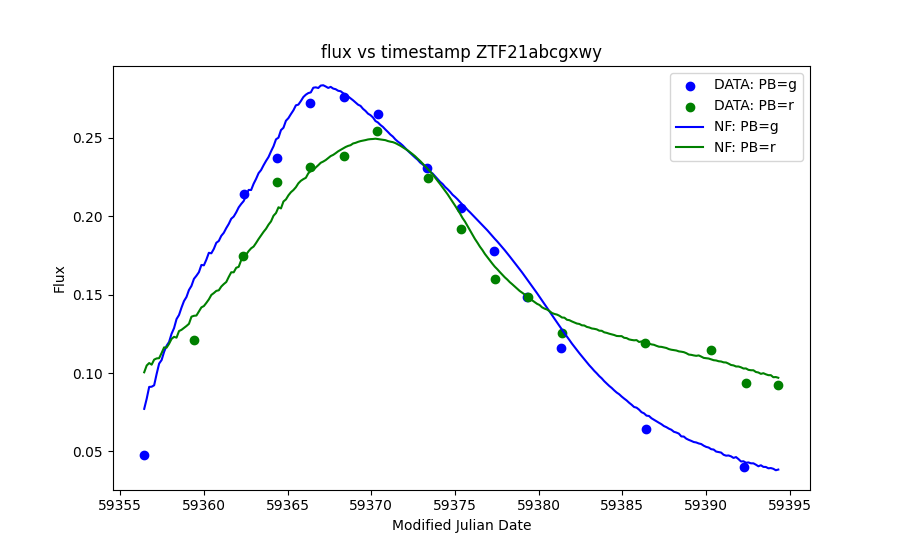 flux vs timestamp ZTF21abcgxwy
DATA: PB=g
DATA: PB=r
NF: PB=g
NF: PB=r
0.25
0.20
0.15
0.10
0.05
Flux
59355 59360 59365 59370 59375 59380 59385 59390 59395
Modified Julian Date